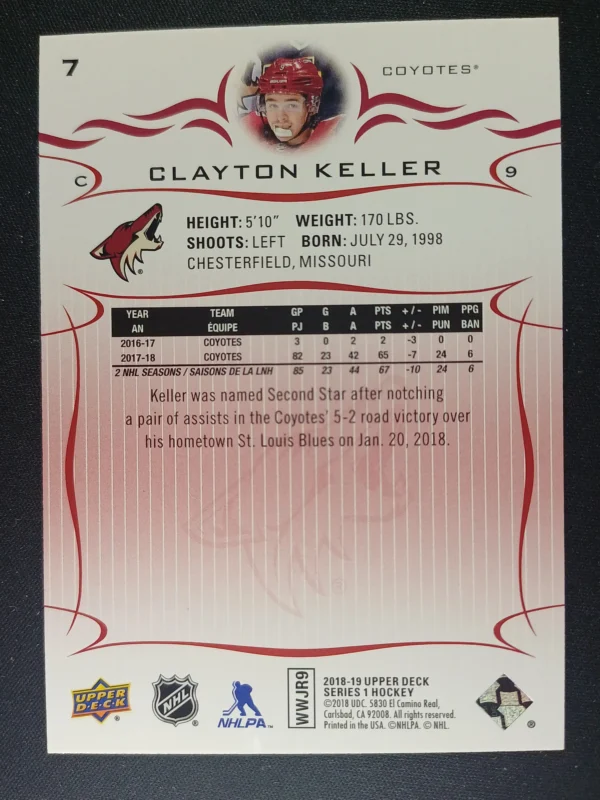 7
COYOTES®
C
CLAYTON KELLER
9
HEIGHT: 5'10" WEIGHT: 170 LBS.
SHOOTS: LEFT BORN: JULY 29, 1998
CHESTERFIELD, MISSOURI
YEAR TEAM GP G A PTS +/- PIM PPG
AN ÉQUIPE PJ B A PTS +/- PUN BAN
2016-17 COYOTES 3 0 2 2 -3 0 0
2017-18 COYOTES 82 23 42 65 -7 24 6
2 NHL SEASONS / SAISONS DE LA LNH 85 23 44 67 -10 24 6
Keller was named Second Star after notching
a pair of assists in the Coyotes' 5-2 road victory over
his hometown St. Louis Blues on Jan. 20, 2018.
UPPER DECK®
NHL®
NHLPA™
WWJR9
2018-19 UPPER DECK
SERIES 1 HOCKEY
©2018 UDC. 5830 El Camino Real,
Carlsbad, CA 92008. All rights reserved.
Printed in the USA. ©NHLPA. © NHL.
®